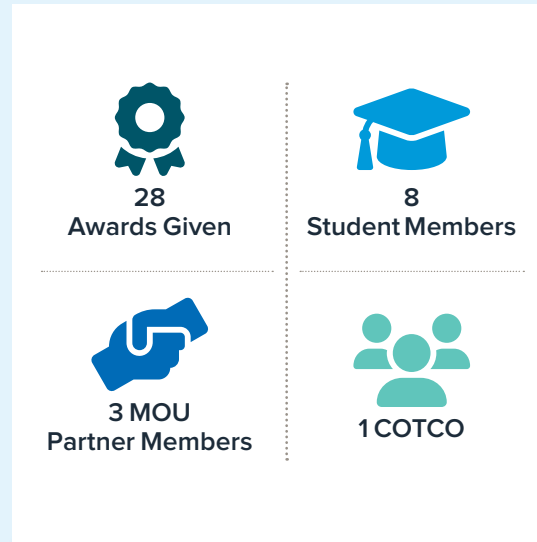 28
Awards Given
8
Student Members
3 MOU
Partner Members
1 COTCO